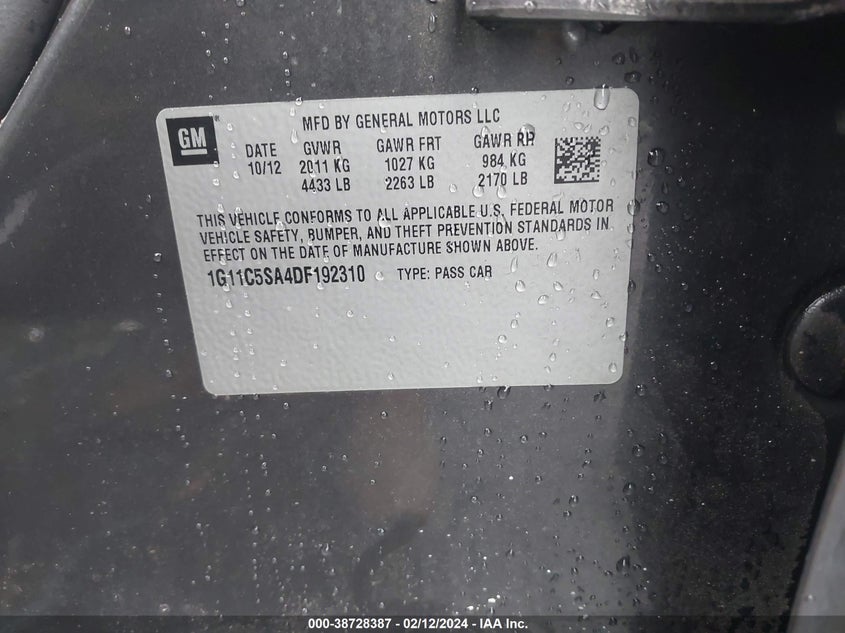 GM
MFD BY GENERAL MOTORS LLC
DATE GVWR GAWR FRT GAWR RR
10/12 2011 KG 1027 KG 984 KG
4433 LB 2263 LB 2170 LB
THIS VEHICLE CONFORMS TO ALL APPLICABLE U.S. FEDERAL MOTOR
VEHICLE SAFETY, BUMPER, AND THEFT PREVENTION STANDARDS IN
EFFECT ON THE DATE OF MANUFACTURE SHOWN ABOVE.
1G11C5SA4DF192310 TYPE: PASS CAR
000-38728387 - 02/12/2024 - IAA Inc.